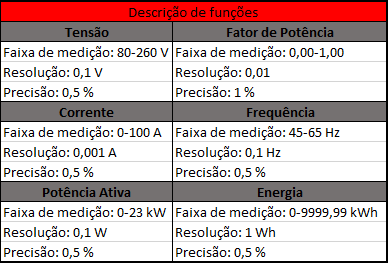 Descrição de funções
Tensão Fator de Potência
Faixa de medição: 80-260 V Faixa de medição: 0,00-1,00
Resolução: 0,1 V Resolução: 0,01
Precisão: 0,5 % Precisão: 1 %
Corrente Frequência
Faixa de medição: 0-100 A Faixa de medição: 45-65 Hz
Resolução: 0,001 A Resolução: 0,1 Hz
Precisão: 0,5 % Precisão: 0,5 %
Potência Ativa Energia
Faixa de medição: 0-23 kW Faixa de medição: 0-9999,99 kWh
Resolução: 0,1 W Resolução: 1 Wh
Precisão: 0,5 % Precisão: 0,5 %